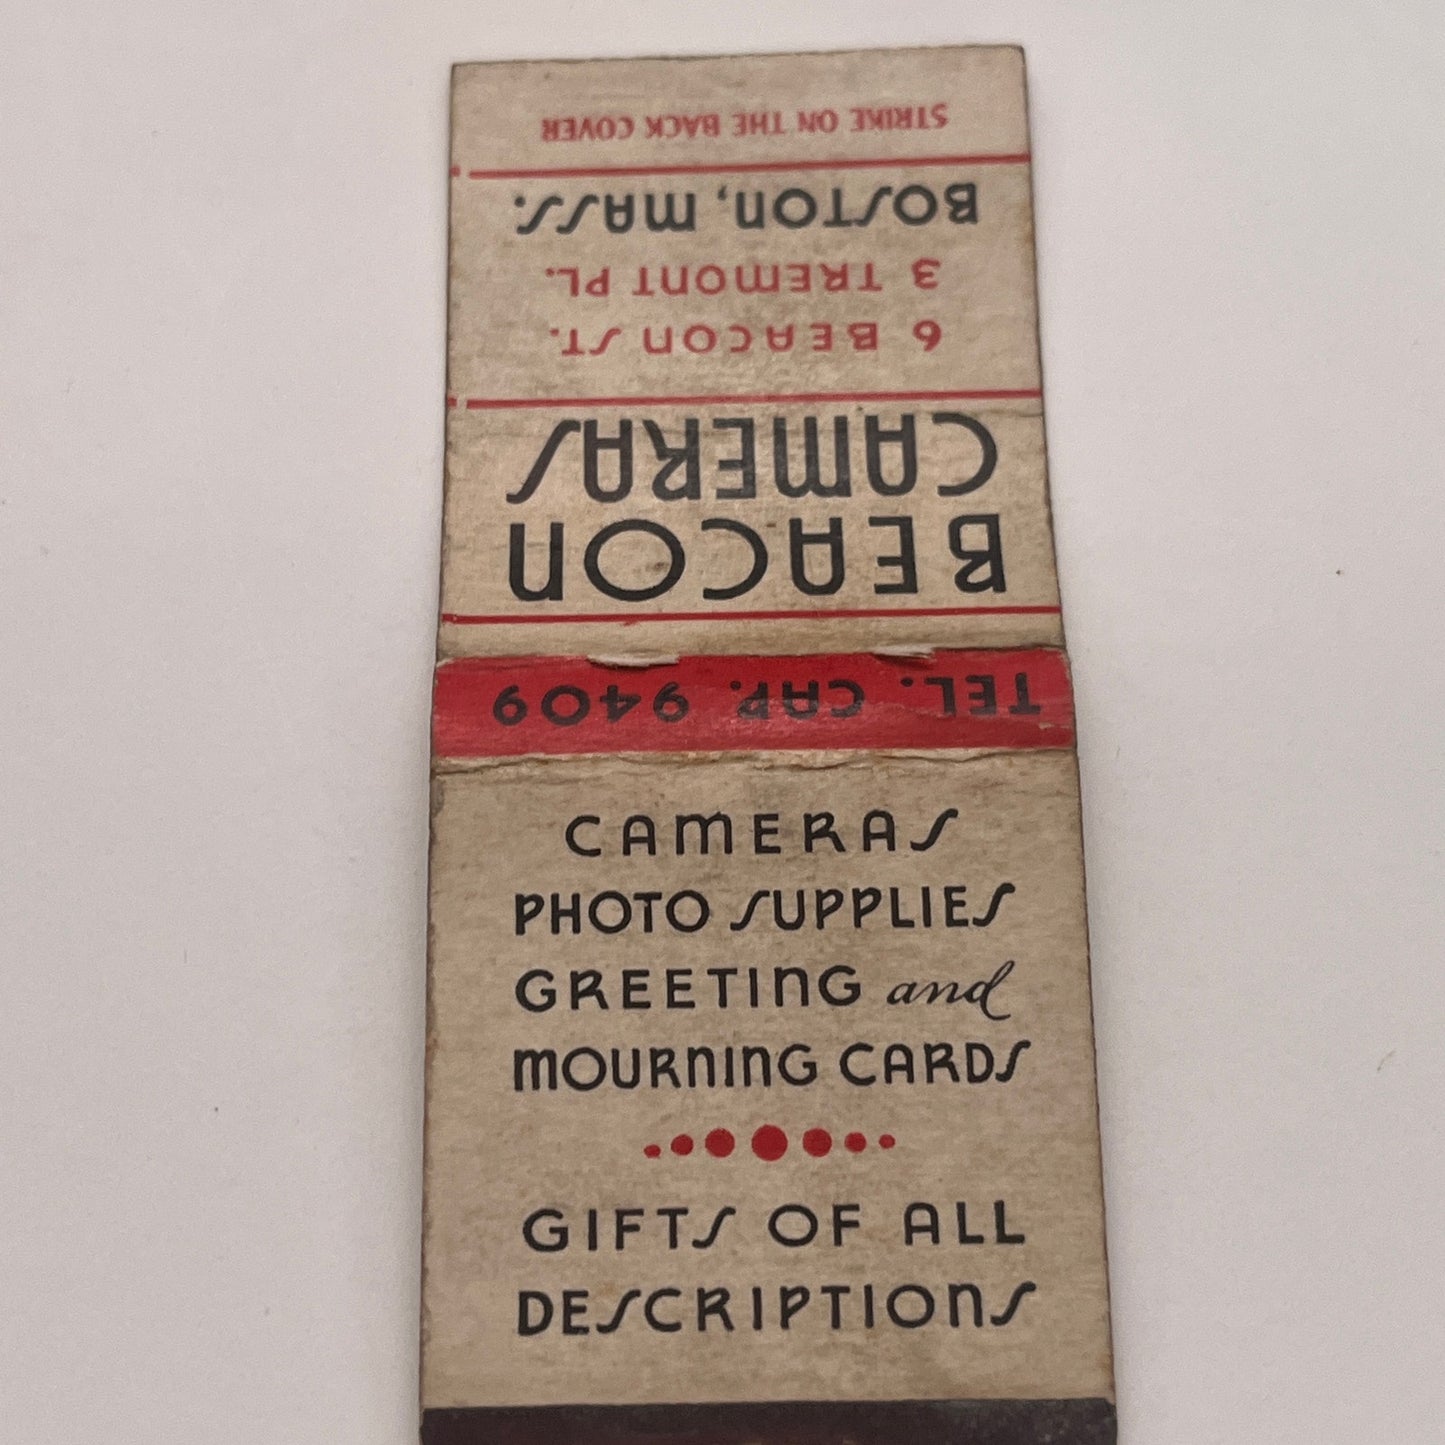 BEACON
CAMERAS
6 BEACON ST.
3 TREMONT PL.
BOSTON, MASS.
STRIKE ON THE BACK COVER
TEL. CAP. 9409
CAMERAS
PHOTO SUPPLIES
GREETING and
MOURNING CARDS
GIFTS OF ALL
DESCRIPTIONS